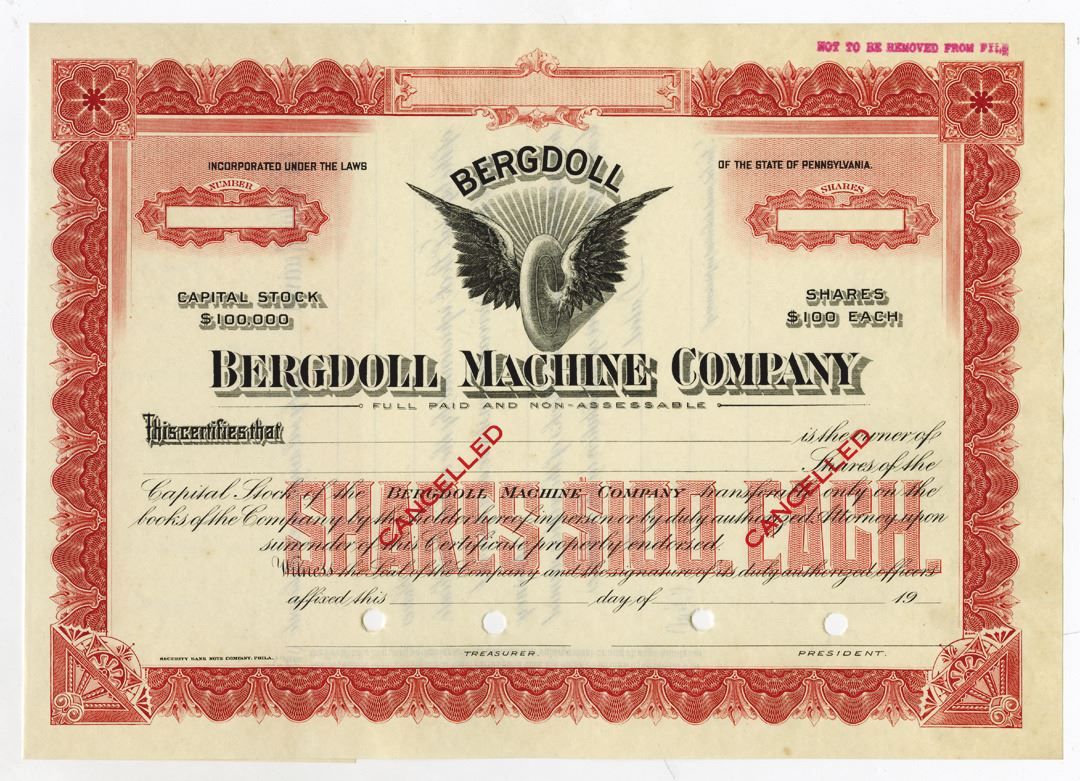 NOT TO BE REMOVED FROM FILE
INCORPORATED UNDER THE LAWS
OF THE STATE OF PENNSYLVANIA.
BERGDOLL
NUMBER
SHARES
CAPITAL STOCK
$100.000
SHARES
$100 EACH
BERGDOLL MACHINE COMPANY
FULL PAID AND NON-ASSESSABLE
This certifies that is the owner of
Shares of the
Capital Stock of the BERGDOLL MACHINE COMPANY transferable only on the
books of the Company by the holder hereof in person or by duly authorized Attorney upon
surrender of this Certificate properly endorsed.
Witness the Seal of the Company and the signature of its duly authorized officers
affixed this day of 19
SHARES $100. EACH.
CANCELLED
CANCELLED
TREASURER.
PRESIDENT.
SECURITY BANK NOTE COMPANY, PHILA.